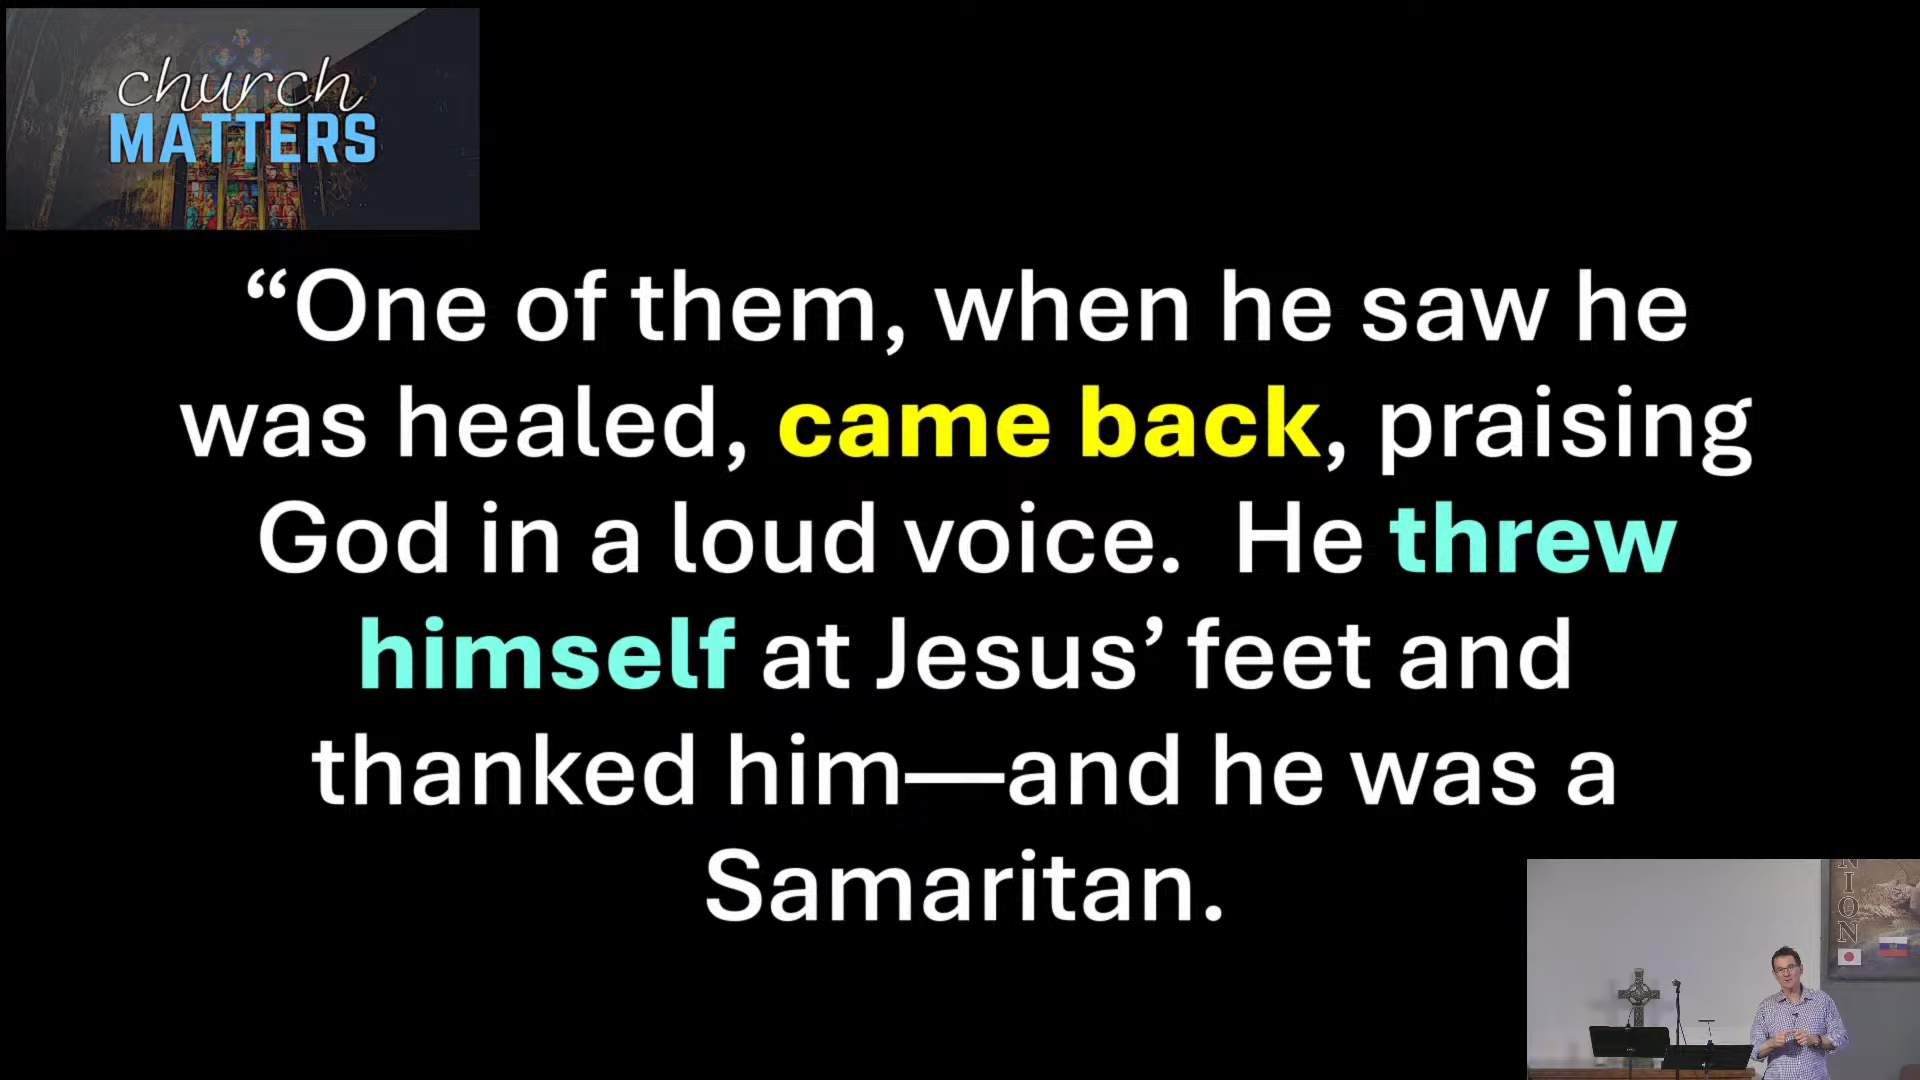 church
MATTERS
“One of them, when he saw he
was healed, came back, praising
God in a loud voice.  He threw
himself at Jesus’ feet and
thanked him—and he was a
Samaritan.
NION